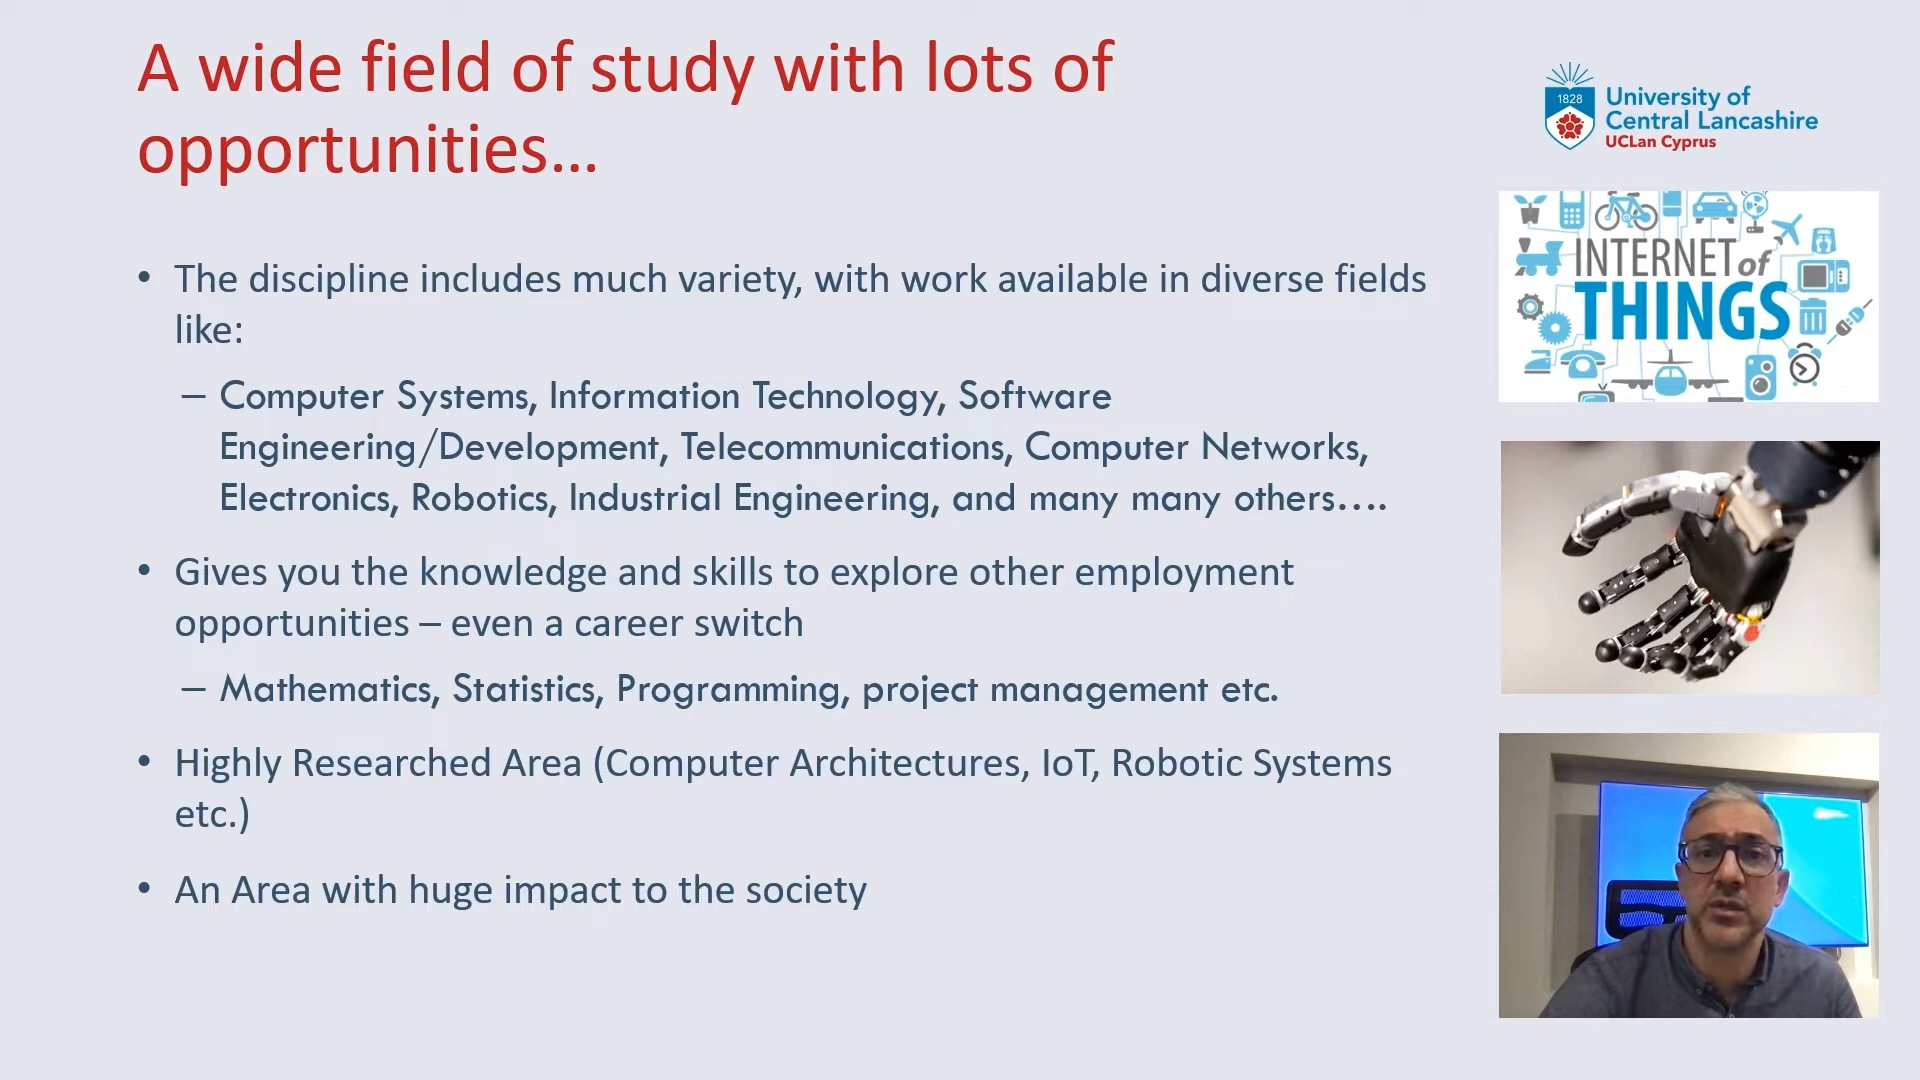 A wide field of study with lots of
opportunities...
1828
University of
Central Lancashire
UCLan Cyprus
INTERNET of
THINGS
• The discipline includes much variety, with work available in diverse fields
like:
– Computer Systems, Information Technology, Software
Engineering/Development, Telecommunications, Computer Networks,
Electronics, Robotics, Industrial Engineering, and many many others....
• Gives you the knowledge and skills to explore other employment
opportunities – even a career switch
– Mathematics, Statistics, Programming, project management etc.
• Highly Researched Area (Computer Architectures, IoT, Robotic Systems
etc.)
• An Area with huge impact to the society